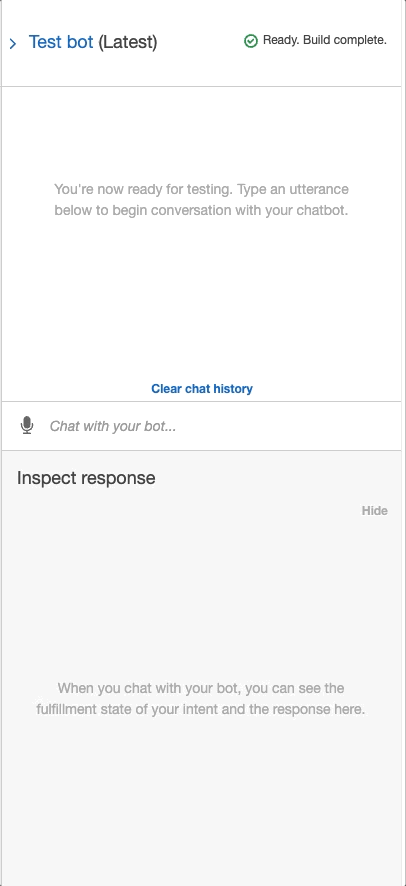 Test bot (Latest)
Ready. Build complete.
You're now ready for testing. Type an utterance
below to begin conversation with your chatbot.
Clear chat history
Chat with your bot...
Inspect response
Hide
When you chat with your bot, you can see the
fulfillment state of your intent and the response here.